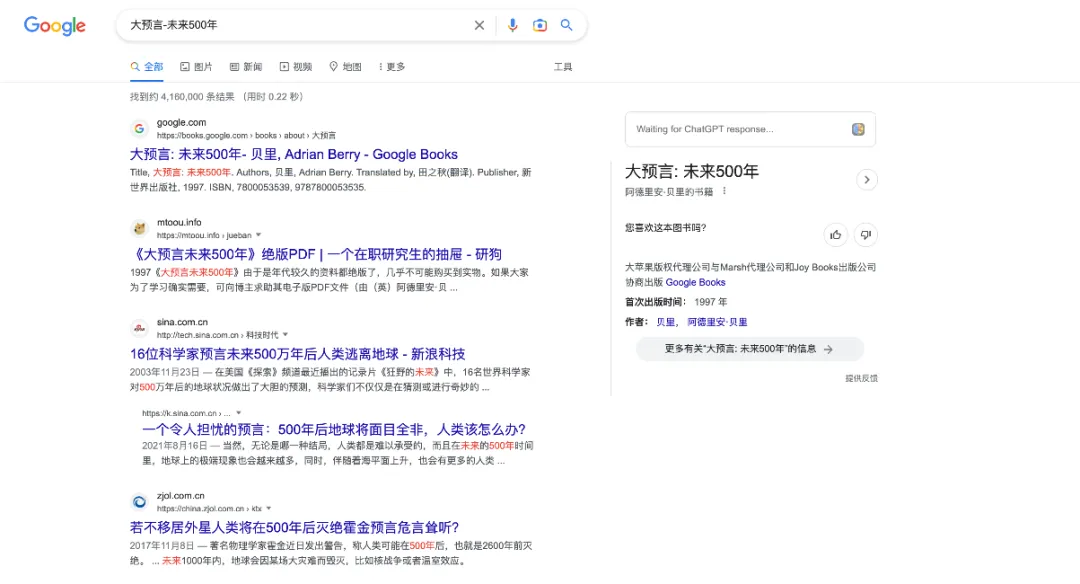 Google
大预言-未来500年
全部 图片 新闻 视频 地图 更多 工具
找到约 4,160,000 条结果 （用时 0.22 秒）
google.com
https://books.google.com › books › about › 大预言
大预言: 未来500年- 贝里, Adrian Berry - Google Books
Title, 大预言: 未来500年. Authors, 贝里, Adrian Berry. Translated by, 田之秋(翻译). Publisher, 新
世界出版社, 1997. ISBN, 7800053539, 9787800053535.
mtoou.info
https://mtoou.info › jueban
《大预言未来500年》绝版PDF | 一个在职研究生的抽屉 - 研狗
1997《大预言未来500年》由于是年代较久的资料都绝版了，几乎不可能购买到实物。如果大家
为了学习确实需要，可向博主求助其电子版PDF文件（由（英）阿德里安·贝 ...
sina.com.cn
http://tech.sina.com.cn › 科技时代
16位科学家预言未来500万年后人类逃离地球 - 新浪科技
2003年11月23日 — 在美国《探索》频道最近播出的记录片《狂野的未来》中，16名世界科学家
对500万年后的地球状况做出了大胆的预测，科学家们不仅仅是在猜测或进行奇妙的 ...
https://k.sina.com.cn › ...
一个令人担忧的预言：500年后地球将面目全非，人类该怎么办?
2021年8月16日 — 当然，无论是哪一种结局，人类都是难以承受的，而且在未来的500年时间
里，地球上的极端现象也会越来越多，同时，伴随着海平面上升，也会有更多的人类 ...
zjol.com.cn
https://china.zjol.com.cn › ktx
若不移居外星人类将在500年后灭绝霍金预言危言耸听?
2017年11月8日 — 著名物理学家霍金近日发出警告，称人类可能在500年后，也就是2600年前灭
绝。 ... 未来1000年内，地球会因某场大灾难而毁灭，比如核战争或者温室效应。
Waiting for ChatGPT response...
大预言: 未来500年
阿德里安·贝里的书籍
您喜欢这本图书吗?
大苹果版权代理公司与Marsh代理公司和Joy Books出版公司
协商出版 Google Books
首次出版时间： 1997 年
作者： 贝里， 阿德里安·贝里
更多有关“大预言: 未来500年”的信息
提供反馈